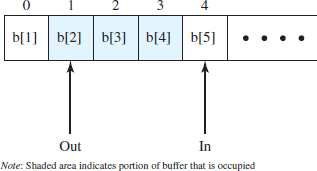 0 1 2 3 4
b[1] b[2] b[3] b[4] b[5] • • • •
Out In
Note: Shaded area indicates portion of buffer that is occupied